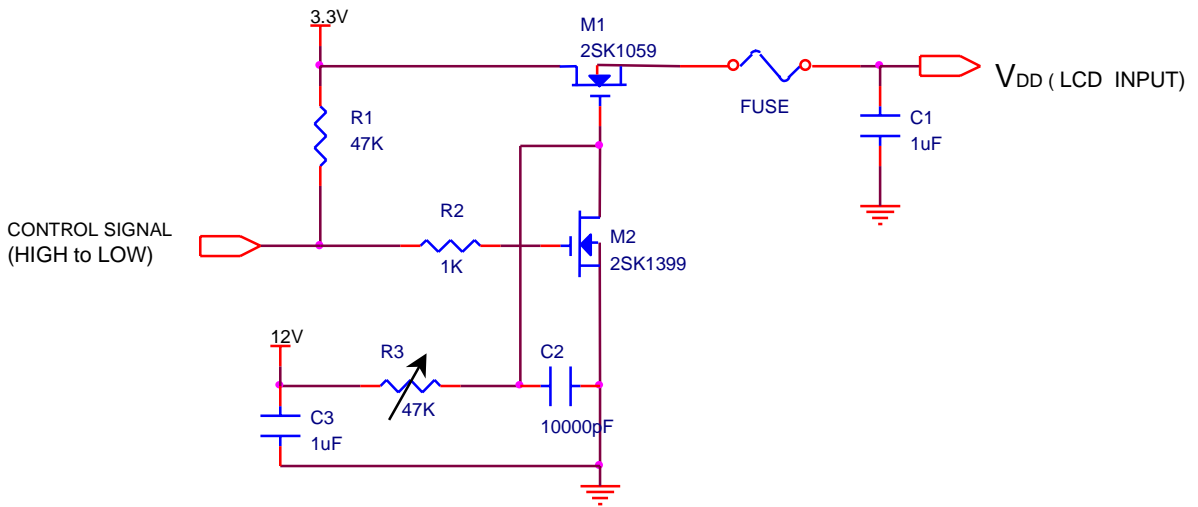 3.3V
M1
2SK1059
FUSE
VDD ( LCD INPUT)
R1
47K
C1
1uF
CONTROL SIGNAL
(HIGH to LOW)
R2
1K
M2
2SK1399
12V
R3
47K
C2
10000pF
C3
1uF